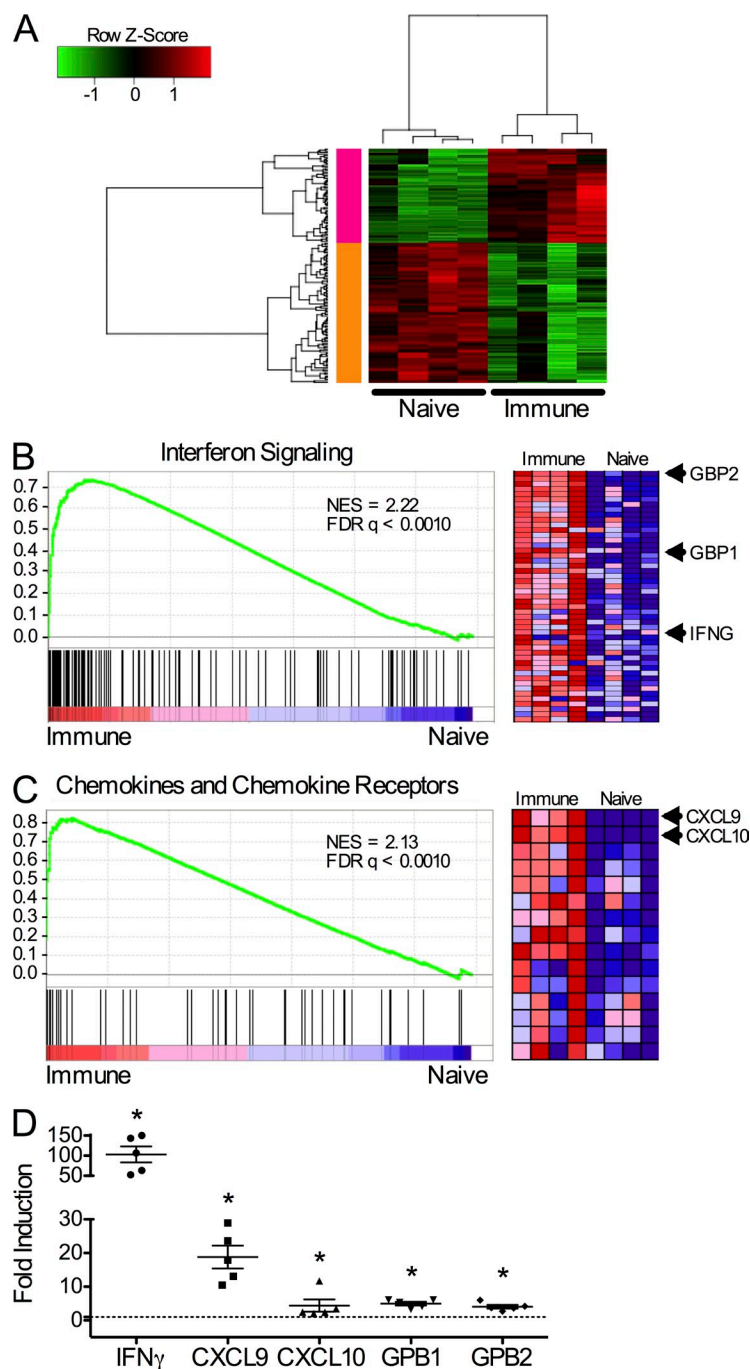 A
Row Z-Score
-1 0 1
Naive Immune
B
Interferon Signaling
Immune Naive
0.7
0.6
0.5
0.4
0.3
0.2
0.1
0.0
NES = 2.22
FDR q < 0.0010
GBP2
GBP1
IFNG
Immune Naive
C
Chemokines and Chemokine Receptors
Immune Naive
0.8
0.7
0.6
0.5
0.4
0.3
0.2
0.1
0.0
NES = 2.13
FDR q < 0.0010
CXCL9
CXCL10
Immune Naive
D
Fold Induction
150
100
50
30
20
10
0
* * * * *
IFNγ CXCL9 CXCL10 GPB1 GPB2